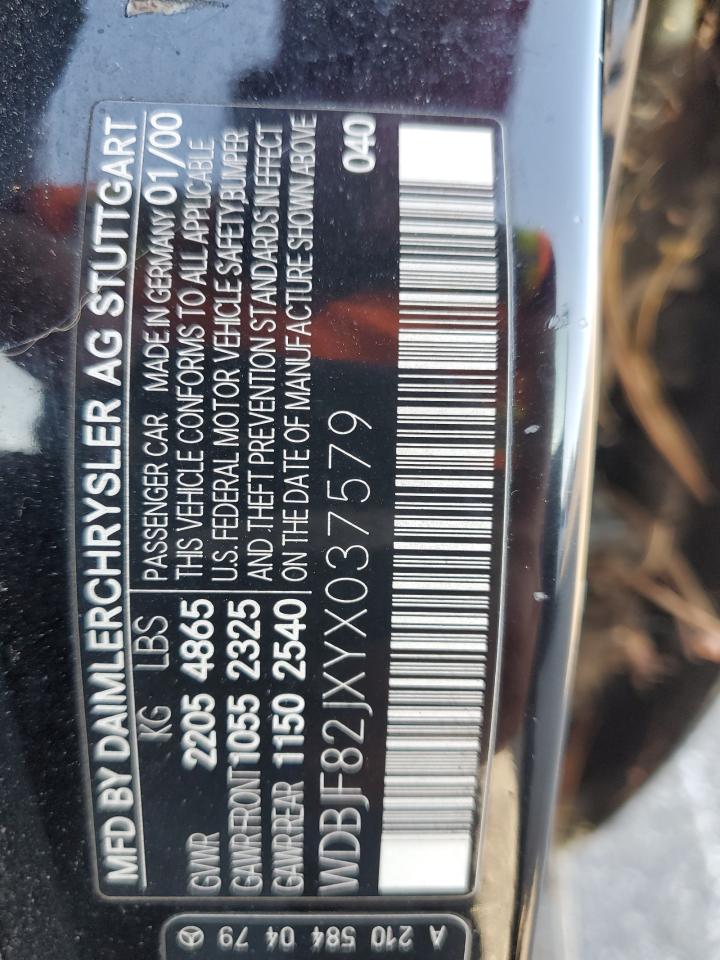 MFD BY DAIMLERCHRYSLER AG STUTTGART
KG LBS
GVWR 2205 4865
GAWR FRONT 1055 2325
GAWR REAR 1150 2540
PASSENGER CAR MADE IN GERMANY 01/00
THIS VEHICLE CONFORMS TO ALL APPLICABLE
U.S. FEDERAL MOTOR VEHICLE SAFETY, BUMPER
AND THEFT PREVENTION STANDARDS IN EFFECT
ON THE DATE OF MANUFACTURE SHOWN ABOVE
WDBJF82JXYX037579 040
A 210 584 04 79